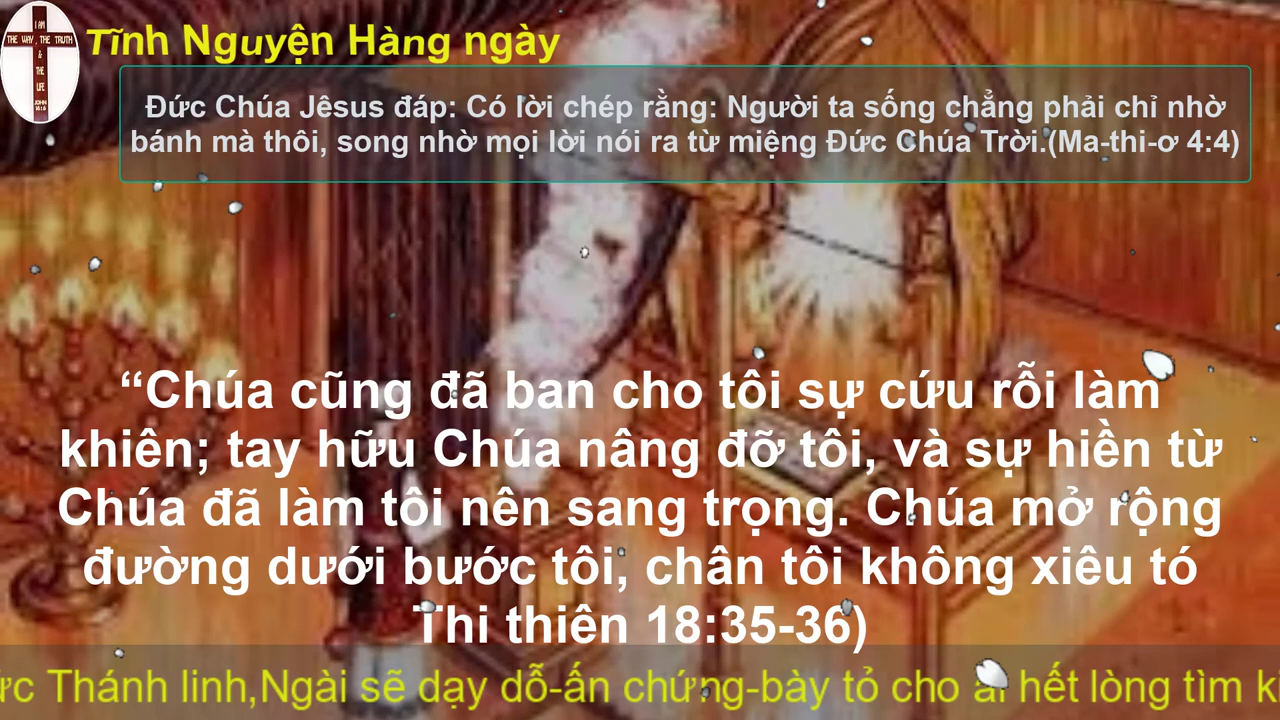 I AM
THE WAY, THE TRUTH
&
THE
LIFE
JOHN
Tĩnh Nguyện Hàng ngày
Đức Chúa Jêsus đáp: Có lời chép rằng: Người ta sống chẳng phải chỉ nhờ
bánh mà thôi, song nhờ mọi lời nói ra từ miệng Đức Chúa Trời.(Ma-thi-ơ 4:4)
“Chúa cũng đã ban cho tôi sự cứu rỗi làm
khiên; tay hữu Chúa nâng đỡ tôi, và sự hiền từ
Chúa đã làm tôi nên sang trọng. Chúa mở rộng
đường dưới bước tôi, chân tôi không xiêu tó
Thi thiên 18:35-36)
Thánh linh,Ngài sẽ dạy dỗ-ấn chứng-bày tỏ cho ai hết lòng tìm